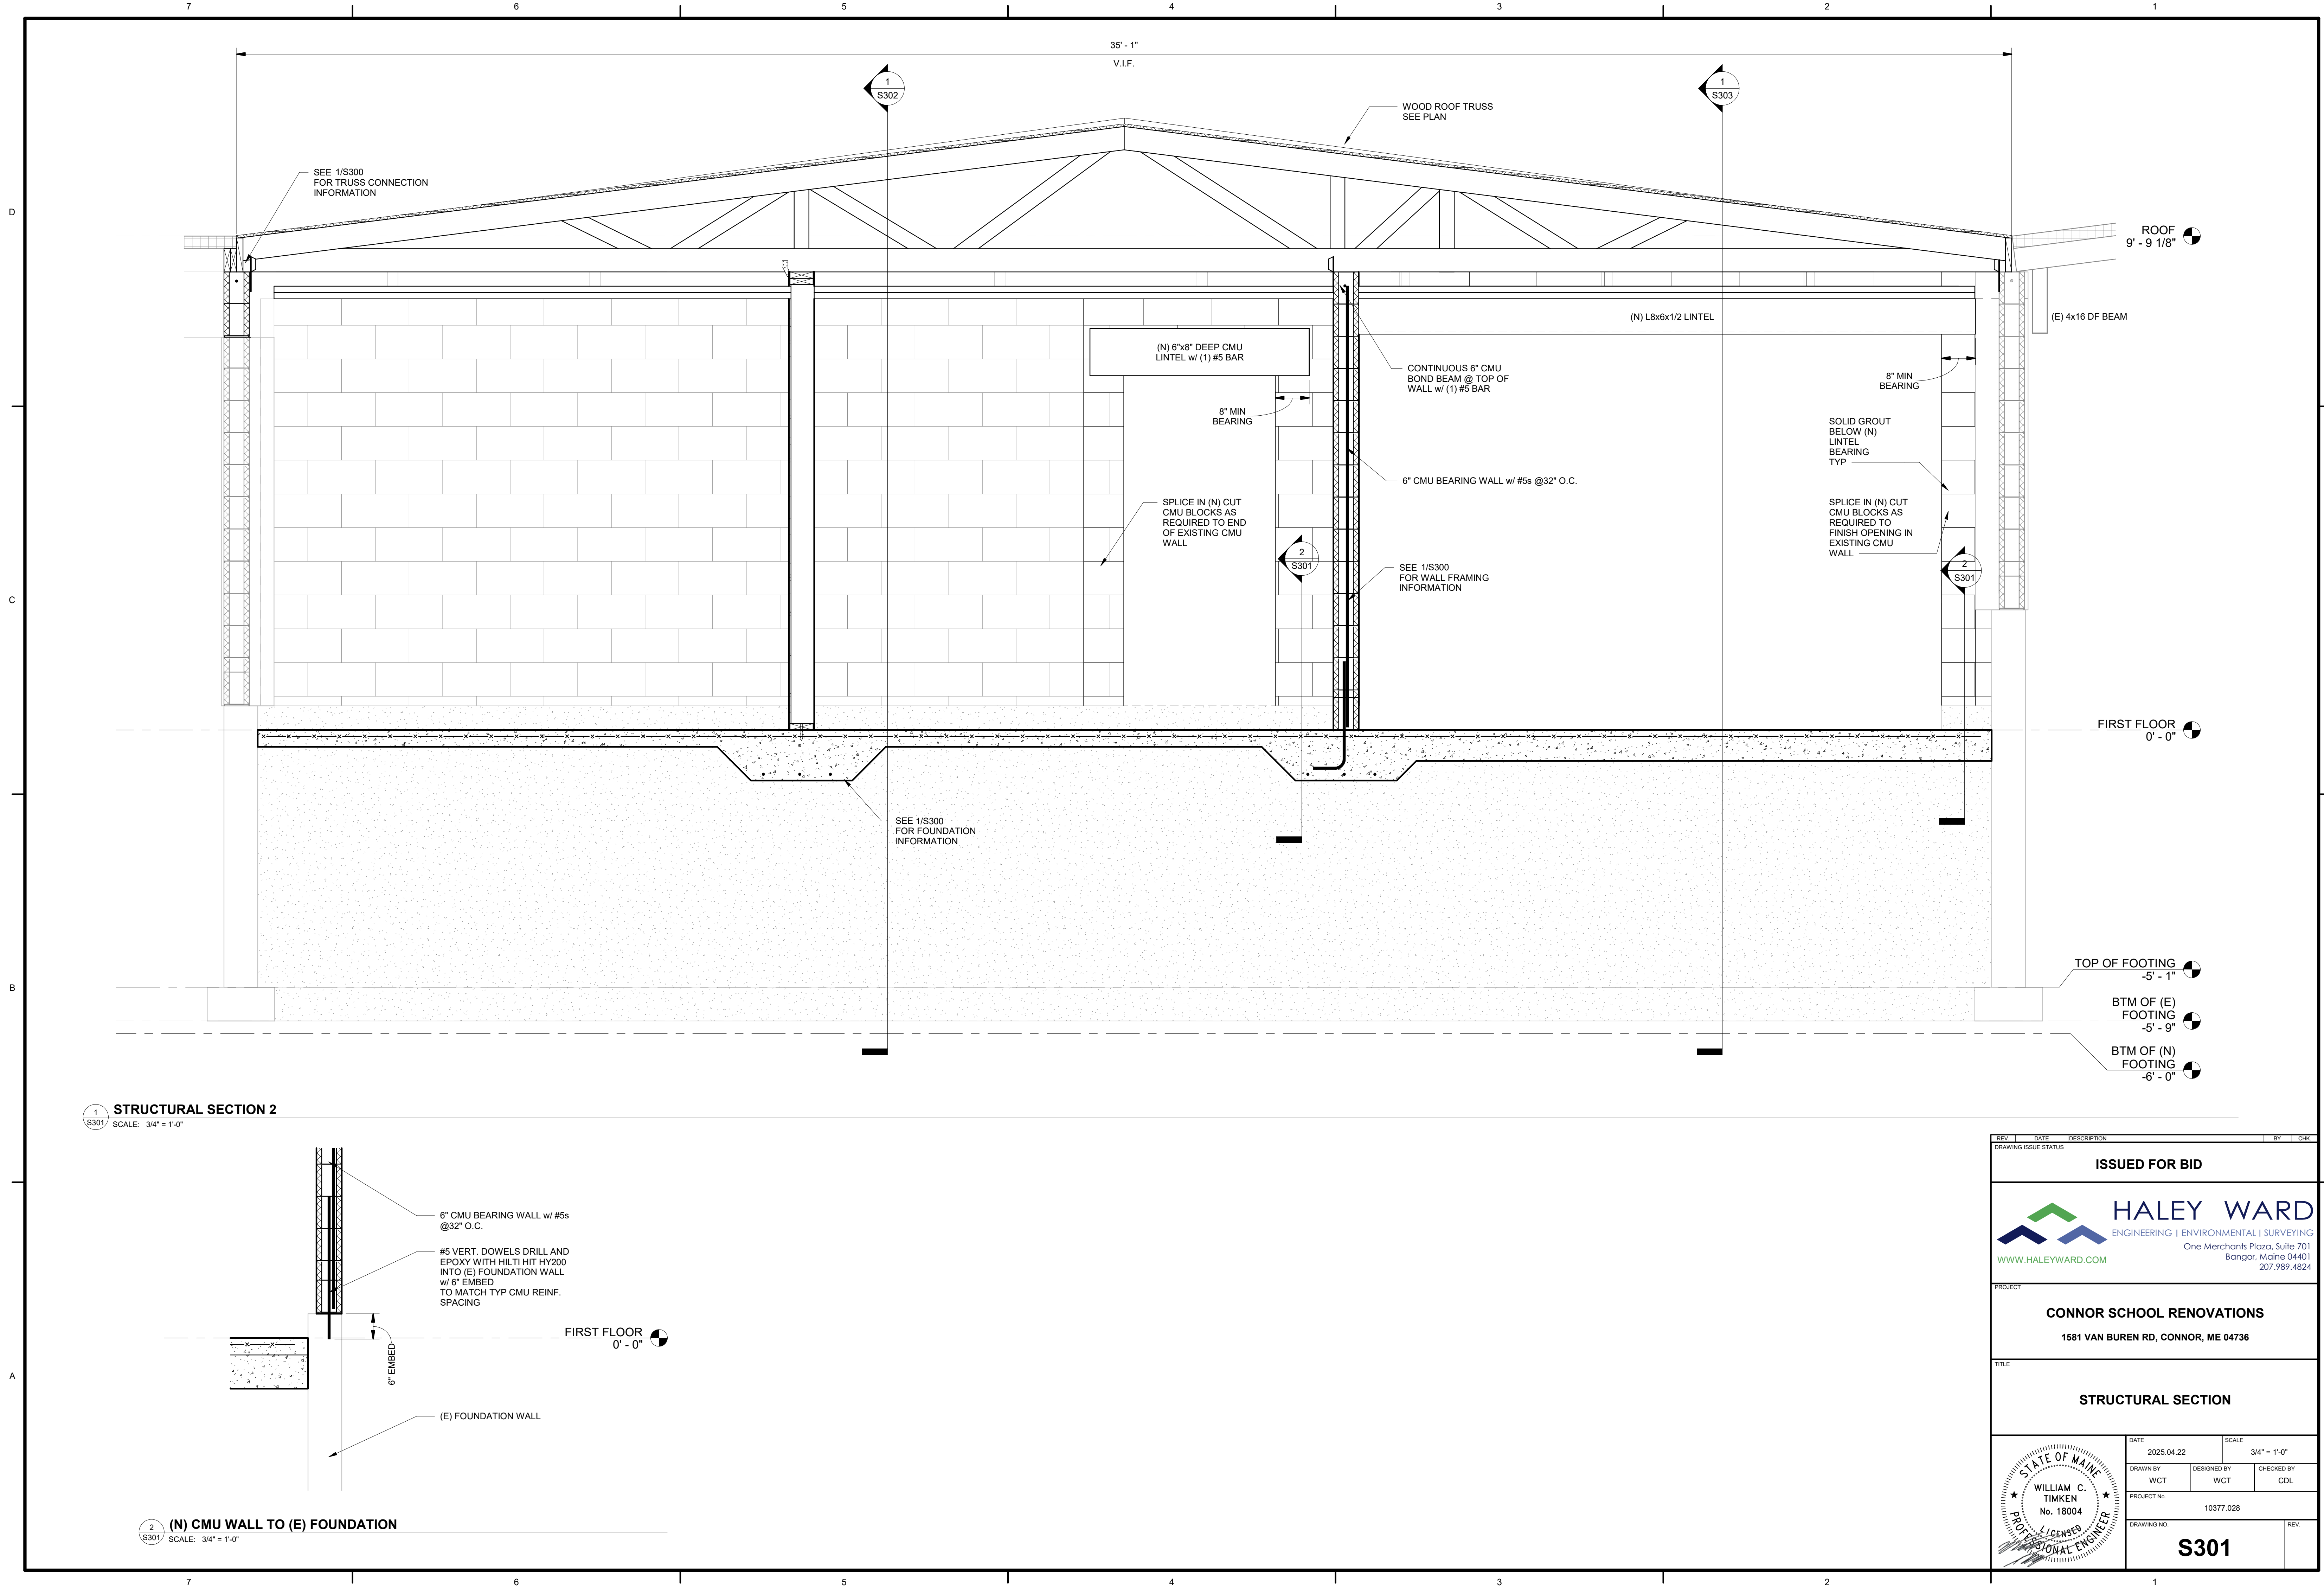 7 6 5 4 3 2 1
35' - 1"
V.I.F.
1
S302
1
S303
WOOD ROOF TRUSS
SEE PLAN
SEE 1/S300
FOR TRUSS CONNECTION
INFORMATION
D
ROOF
9' - 9 1/8"
(N) L8x6x1/2 LINTEL
(E) 4x16 DF BEAM
(N) 6"x8" DEEP CMU
LINTEL w/ (1) #5 BAR
CONTINUOUS 6" CMU
BOND BEAM @ TOP OF
WALL w/ (1) #5 BAR
8" MIN
BEARING
8" MIN
BEARING
SOLID GROUT
BELOW (N)
LINTEL
BEARING
TYP
6" CMU BEARING WALL w/ #5s @32" O.C.
SPLICE IN (N) CUT
CMU BLOCKS AS
REQUIRED TO END
OF EXISTING CMU
WALL
SPLICE IN (N) CUT
CMU BLOCKS AS
REQUIRED TO
FINISH OPENING IN
EXISTING CMU
WALL
2
S301
2
S301
SEE 1/S300
FOR WALL FRAMING
INFORMATION
C
FIRST FLOOR
0' - 0"
SEE 1/S300
FOR FOUNDATION
INFORMATION
B
TOP OF FOOTING
-5' - 1"
BTM OF (E)
FOOTING
-5' - 9"
BTM OF (N)
FOOTING
-6' - 0"
1
S301
STRUCTURAL SECTION 2
SCALE: 3/4" = 1'-0"
6" CMU BEARING WALL w/ #5s
@32" O.C.
#5 VERT. DOWELS DRILL AND
EPOXY WITH HILTI HIT HY200
INTO (E) FOUNDATION WALL
w/ 6" EMBED
TO MATCH TYP CMU REINF.
SPACING
FIRST FLOOR
0' - 0"
6" EMBED
A
(E) FOUNDATION WALL
2
S301
(N) CMU WALL TO (E) FOUNDATION
SCALE: 3/4" = 1'-0"
REV. DATE DESCRIPTION BY CHK.
DRAWING ISSUE STATUS
ISSUED FOR BID
HALEY WARD
ENGINEERING | ENVIRONMENTAL | SURVEYING
One Merchants Plaza, Suite 701
Bangor, Maine 04401
207.989.4824
WWW.HALEYWARD.COM
PROJECT
CONNOR SCHOOL RENOVATIONS
1581 VAN BUREN RD, CONNOR, ME 04736
TITLE
STRUCTURAL SECTION
STATE OF MAINE
WILLIAM C.
TIMKEN
No. 18004
LICENSED
PROFESSIONAL ENGINEER
DATE
2025.04.22
SCALE
3/4" = 1'-0"
DRAWN BY
WCT
DESIGNED BY
WCT
CHECKED BY
CDL
PROJECT No.
10377.028
DRAWING NO.
S301
REV.
7 6 5 4 3 2 1